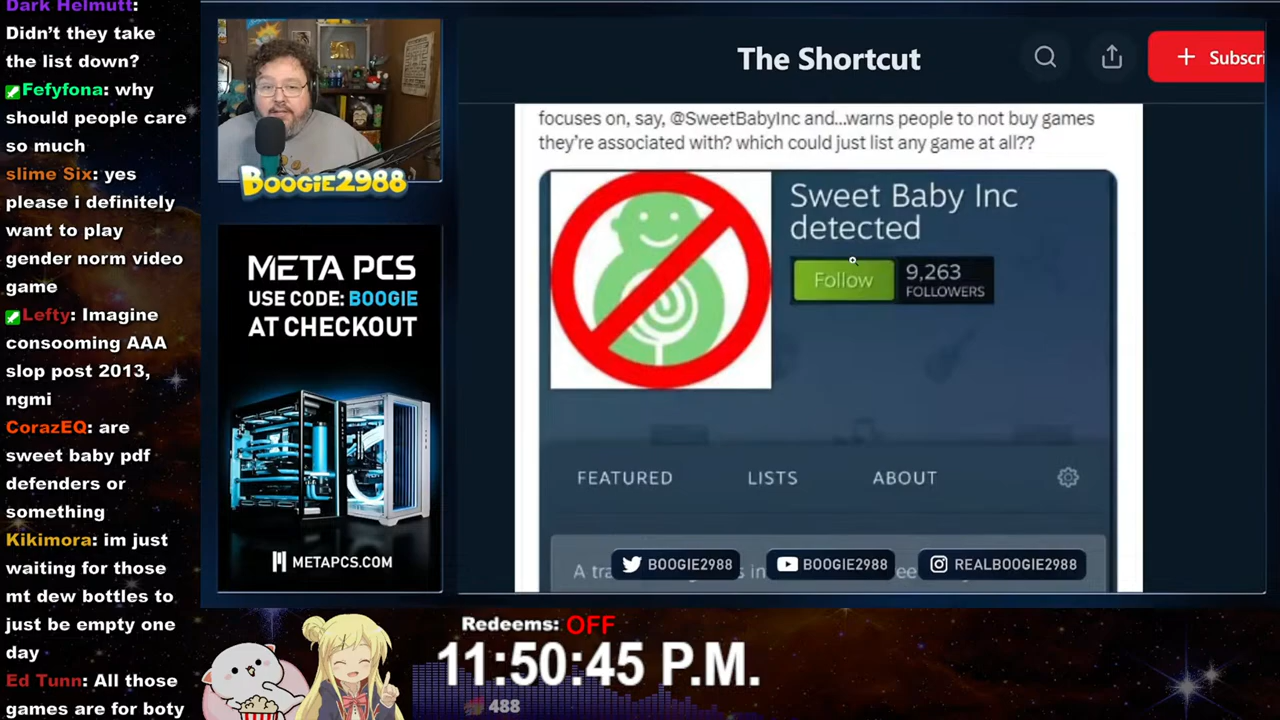 Dark Helmutt:
Didn't they take
the list down?
Fefyfona: why
should people care
so much
slime Six: yes
please i definitely
want to play
gender norm video
game
Lefty: Imagine
consooming AAA
slop post 2013,
ngmi
CorazEQ: are
sweet baby pdf
defenders or
something
Kikimora: im just
waiting for those
mt dew bottles to
just be empty one
day
Ed Tunn: All those
games are for boty
BOOGIE2988
META PCS
USE CODE: BOOGIE
AT CHECKOUT
METAPCS.COM
The Shortcut
+ Subscri
focuses on, say, @SweetBabyInc and...warns people to not buy games
they're associated with? which could just list any game at all??
Sweet Baby Inc
detected
Follow
9,263
FOLLOWERS
FEATURED
LISTS
ABOUT
A tra
BOOGIE2988
BOOGIE2988
REALBOOGIE2988
Redeems: OFF
11:50:45 P.M.
488